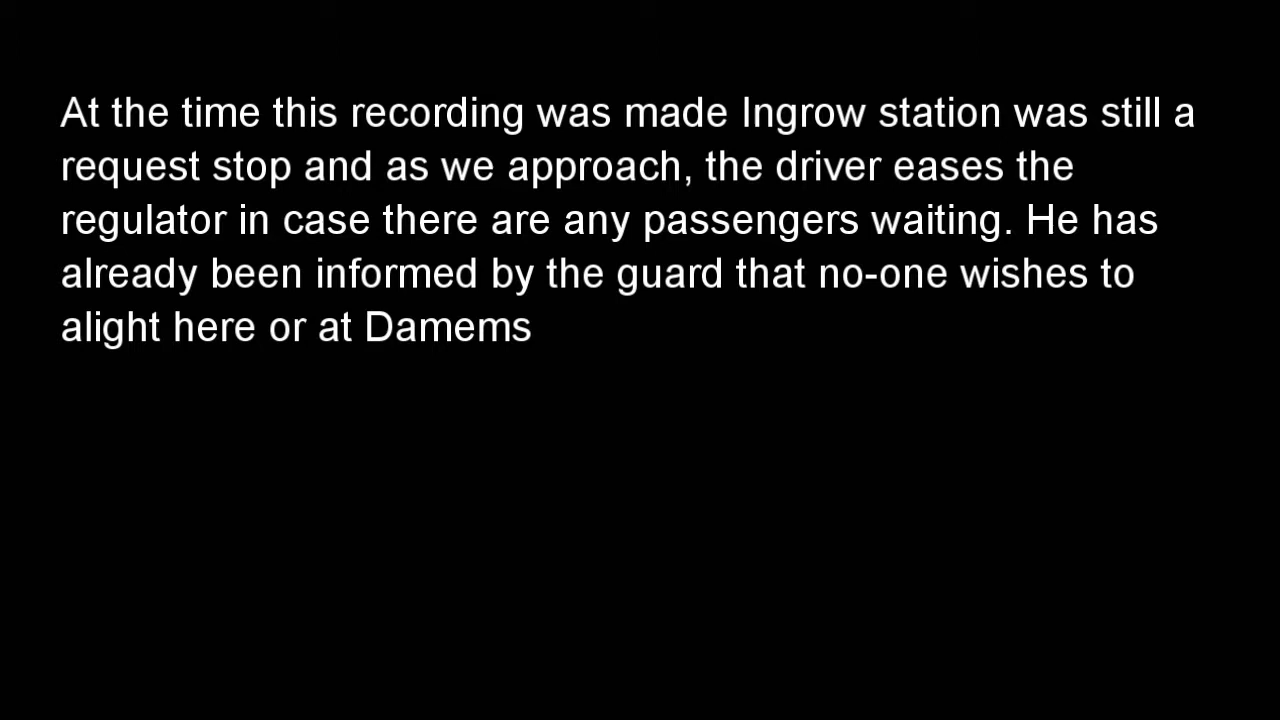 At the time this recording was made Ingrow station was still a
request stop and as we approach, the driver eases the
regulator in case there are any passengers waiting. He has
already been informed by the guard that no-one wishes to
alight here or at Damems